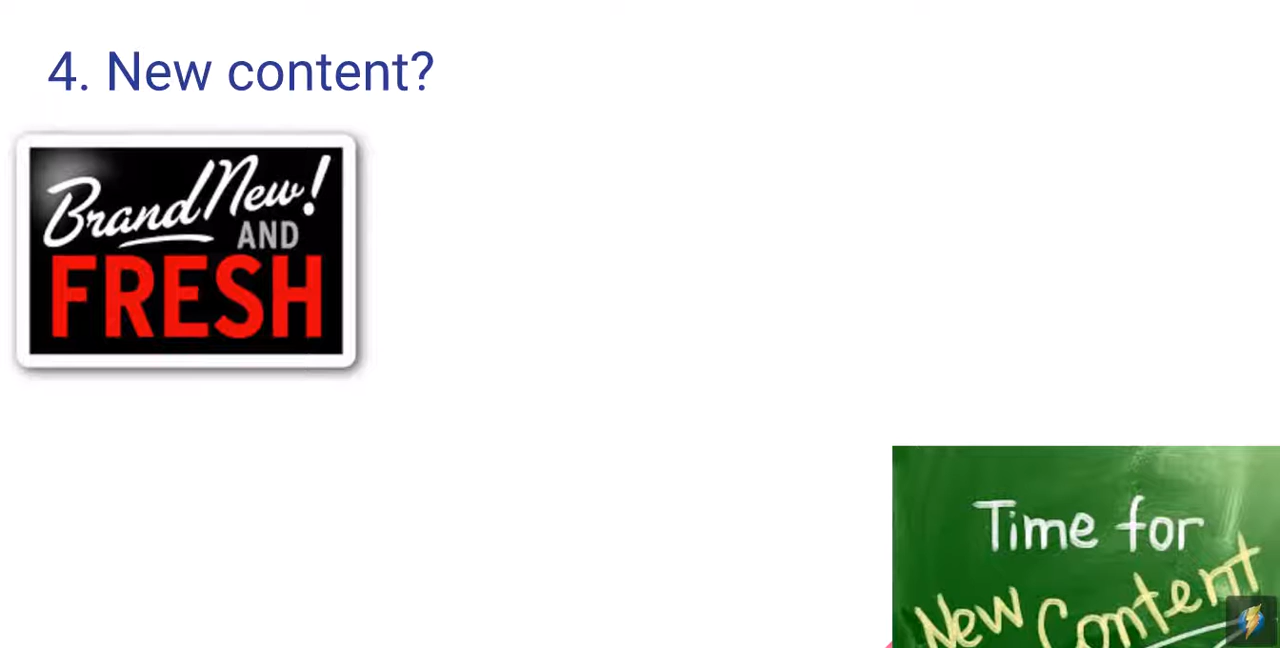 4. New content?
Brand New!
AND
FRESH
Time for
New Content